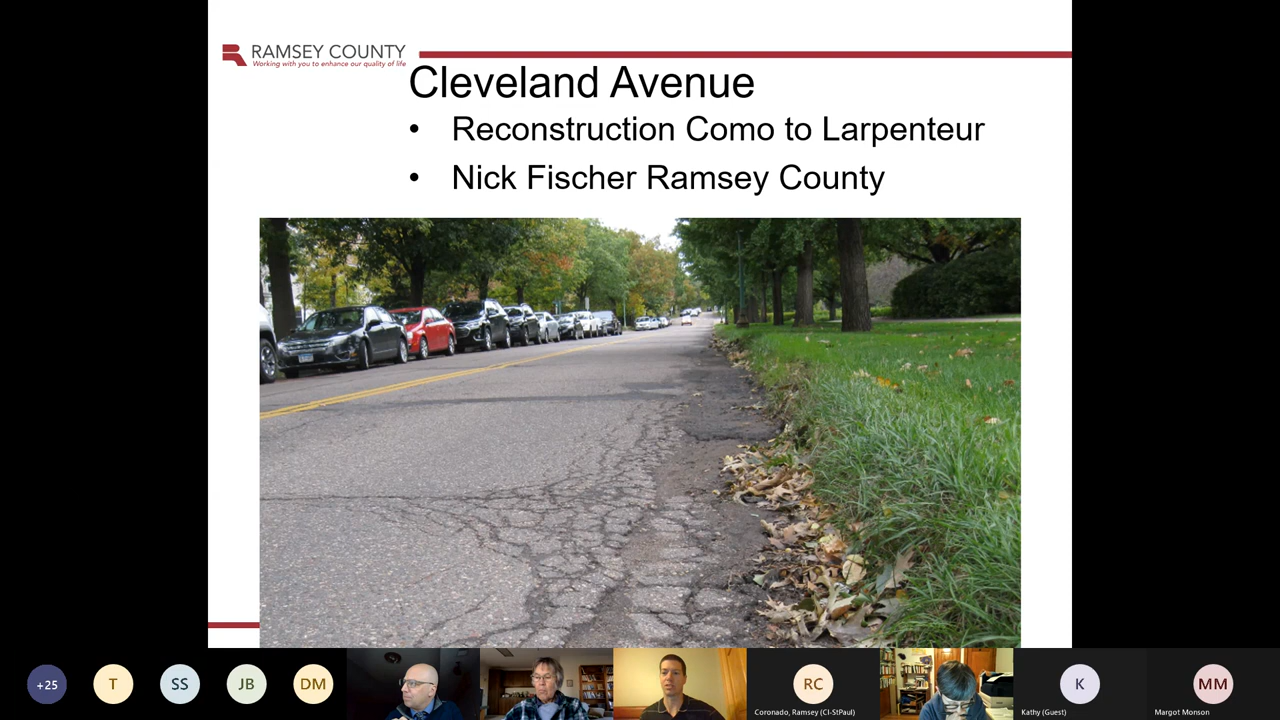 RAMSEY COUNTY
Working with you to enhance our quality of life
Cleveland Avenue
• Reconstruction Como to Larpenteur
• Nick Fischer Ramsey County
+25
T
SS
JB
DM
RC
Coronado, Ramsey (CI-StPaul)
K
Kathy (Guest)
MM
Margot Monson